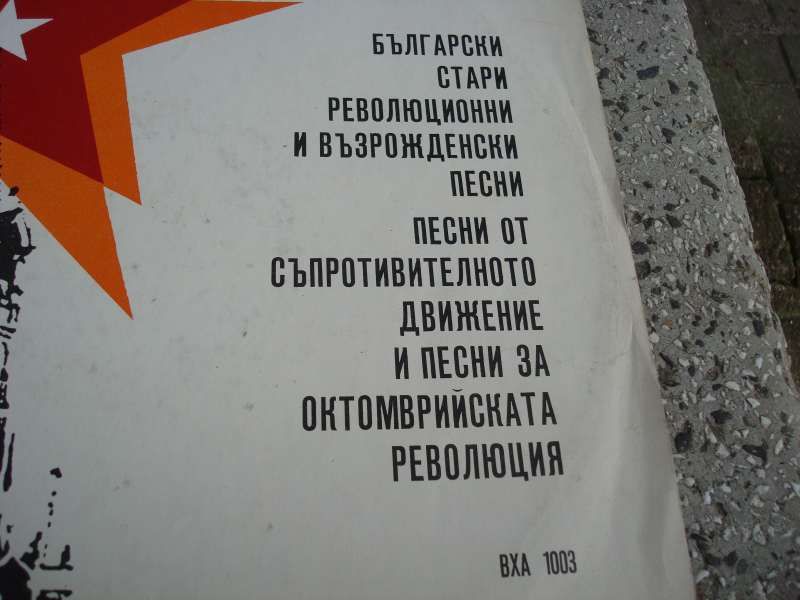 БЪЛГАРСКИ
СТАРИ
РЕВОЛЮЦИОННИ
И ВЪЗРОЖДЕНСКИ
ПЕСНИ
ПЕСНИ ОТ
СЪПРОТИВИТЕЛНОТО
ДВИЖЕНИЕ
И ПЕСНИ ЗА
ОКТОМВРИЙСКАТА
РЕВОЛЮЦИЯ
ВХА 1003